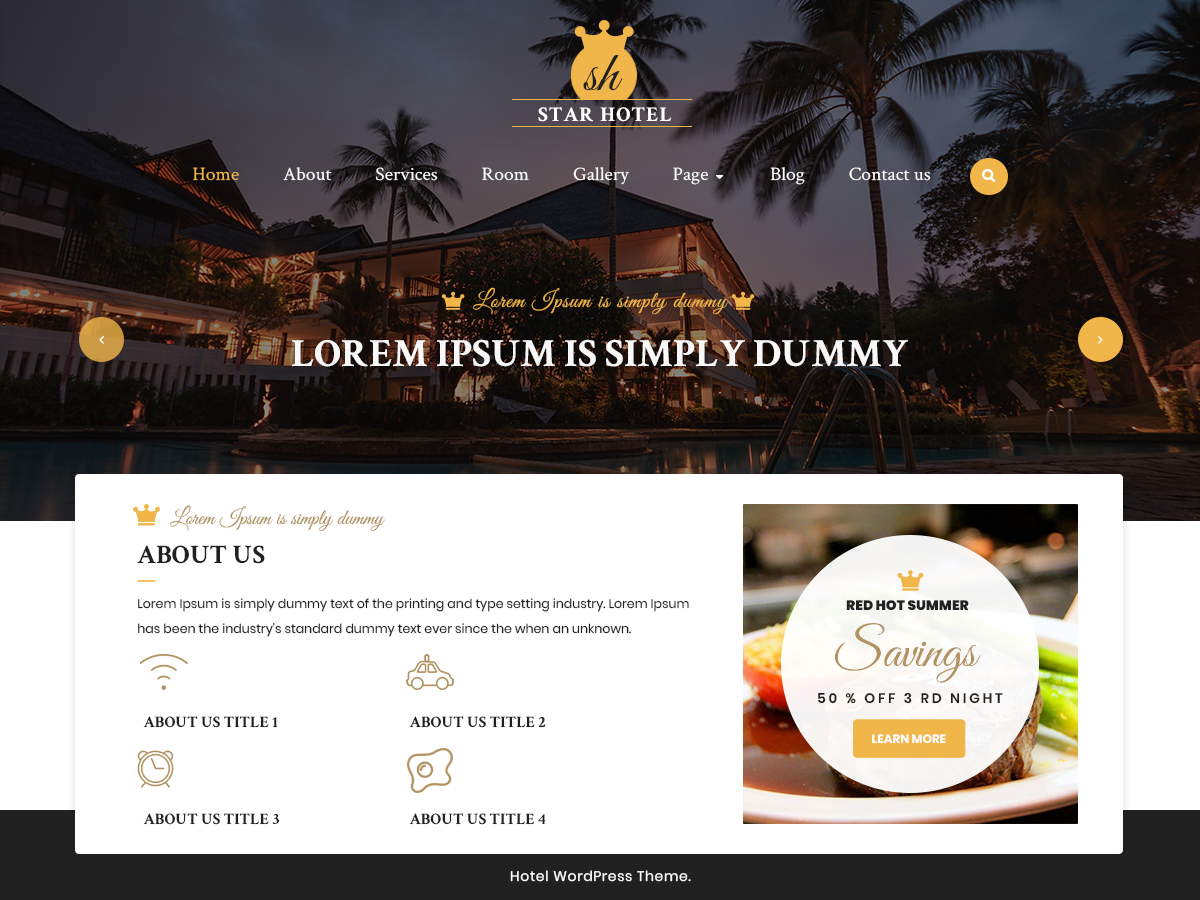 sh
STAR HOTEL
Home About Services Room Gallery Page Blog Contact us
Lorem Ipsum is simply dummy
LOREM IPSUM IS SIMPLY DUMMY
Lorem Ipsum is simply dummy
ABOUT US
Lorem Ipsum is simply dummy text of the printing and type setting industry. Lorem Ipsum
has been the industry's standard dummy text ever since the when an unknown.
ABOUT US TITLE 1
ABOUT US TITLE 2
ABOUT US TITLE 3
ABOUT US TITLE 4
RED HOT SUMMER
Savings
50 % OFF 3 RD NIGHT
LEARN MORE
Hotel WordPress Theme.